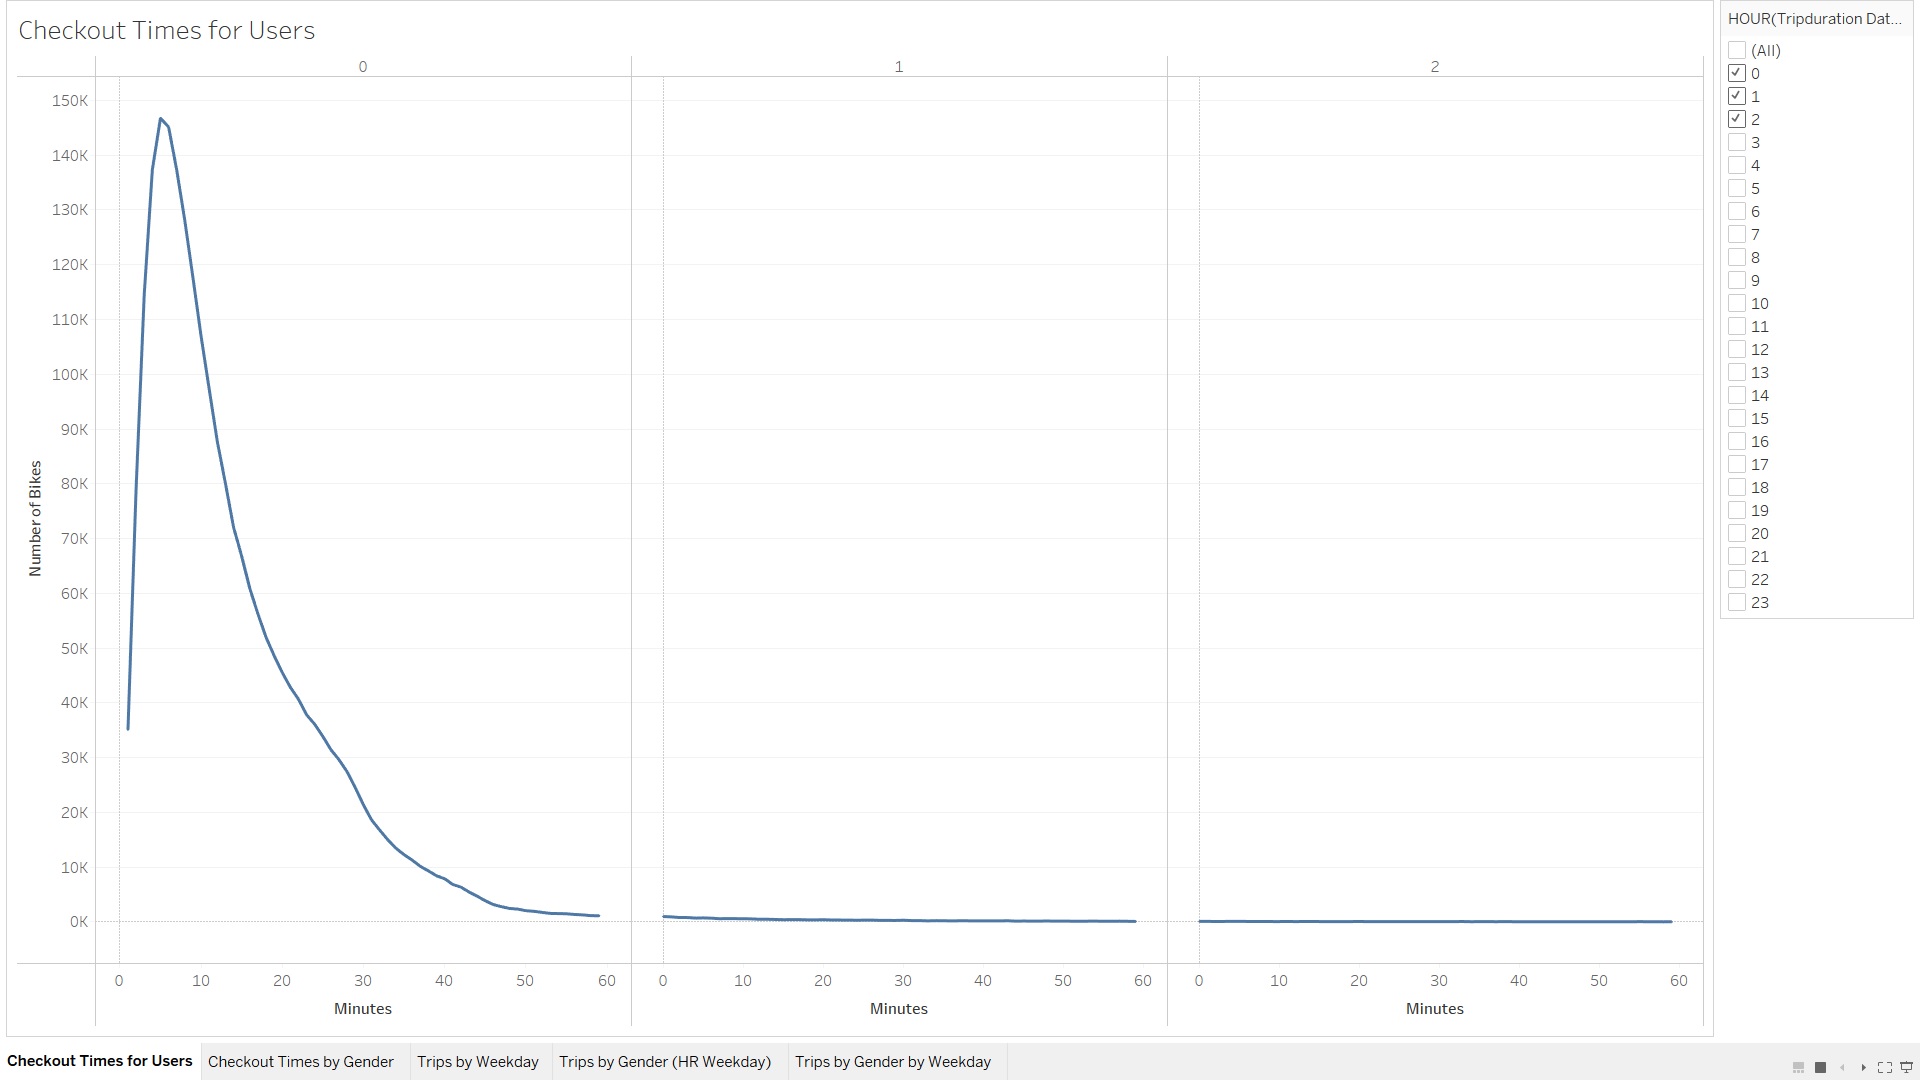 Checkout Times for Users
HOUR(Tripduration Dat...
(All)
0
1
2
3
4
5
6
7
8
9
10
11
12
13
14
15
16
17
18
19
20
21
22
23
0 1 2
150K
140K
130K
120K
110K
100K
90K
80K
70K
60K
50K
40K
30K
20K
10K
0K
Number of Bikes
0 10 20 30 40 50 60 0 10 20 30 40 50 60 0 10 20 30 40 50 60
Minutes Minutes Minutes
Checkout Times for Users Checkout Times by Gender Trips by Weekday Trips by Gender (HR Weekday) Trips by Gender by Weekday